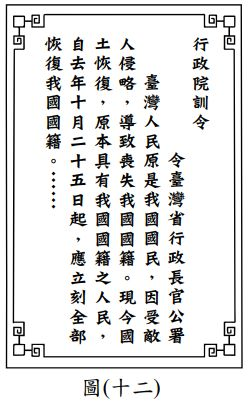 行政院訓令
令臺灣省行政長官公署
臺灣人民原是我國國民，因受敵
人侵略，導致喪失我國國籍。現今國
土恢復，原本具有我國國籍之人民，
自去年十月二十五日起，應立刻全部
恢復我國國籍。……
圖(十二)